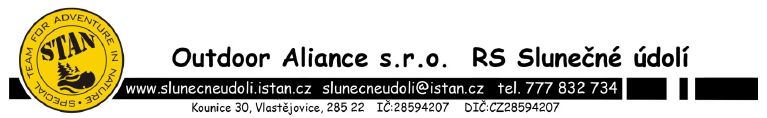 SPECIAL TEAM FOR ADVENTURE IN NATURE
STAN
Outdoor Aliance s.r.o. RS Slunečné údolí
www.slunecneudoli.istan.cz slunecneudoli@istan.cz tel. 777 832 734
Kounice 30, Vlastějovice, 285 22 IČ:28594207 DIČ:CZ28594207